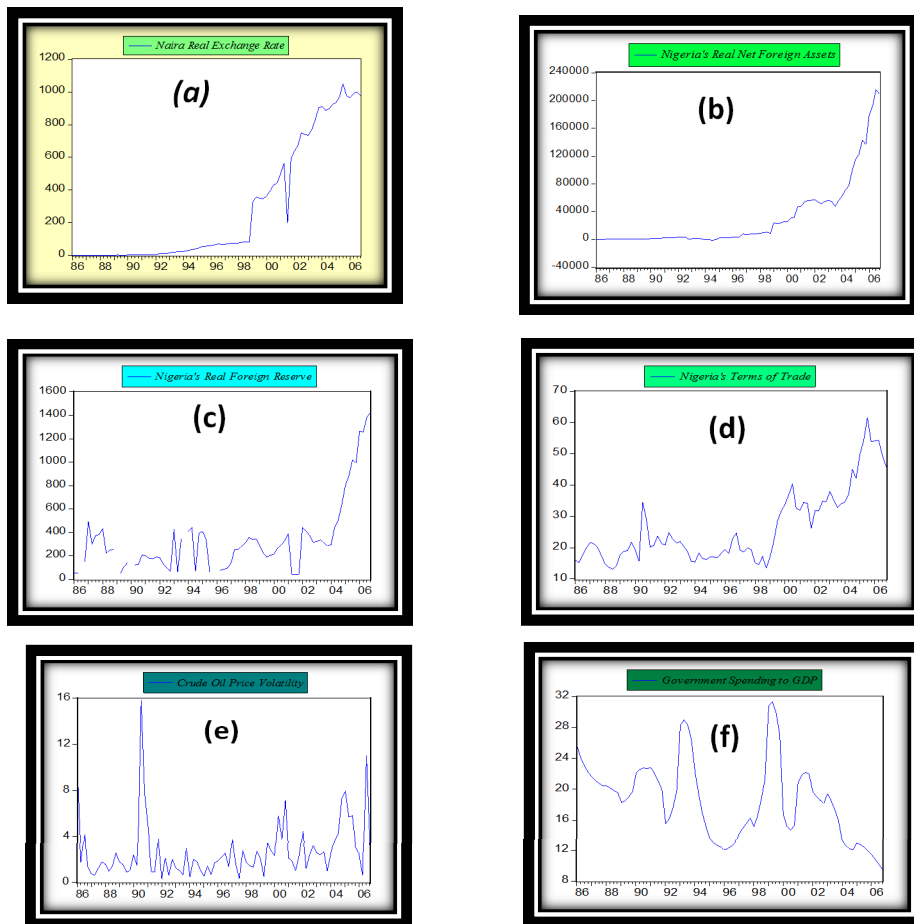 Naira Real Exchange Rate
(a)
1200
1000
800
600
400
200
0
86 88 90 92 94 96 98 00 02 04 06
Nigeria's Real Net Foreign Assets
(b)
240000
200000
160000
120000
80000
40000
0
-40000
86 88 90 92 94 96 98 00 02 04 06
Nigeria's Real Foreign Reserve
(c)
1600
1400
1200
1000
800
600
400
200
0
86 88 90 92 94 96 98 00 02 04 06
Nigeria's Terms of Trade
(d)
70
60
50
40
30
20
10
86 88 90 92 94 96 98 00 02 04 06
Crude Oil Price Volatility
(e)
16
12
8
4
0
86 88 90 92 94 96 98 00 02 04 06
Government Spending to GDP
(f)
32
28
24
20
16
12
8
86 88 90 92 94 96 98 00 02 04 06